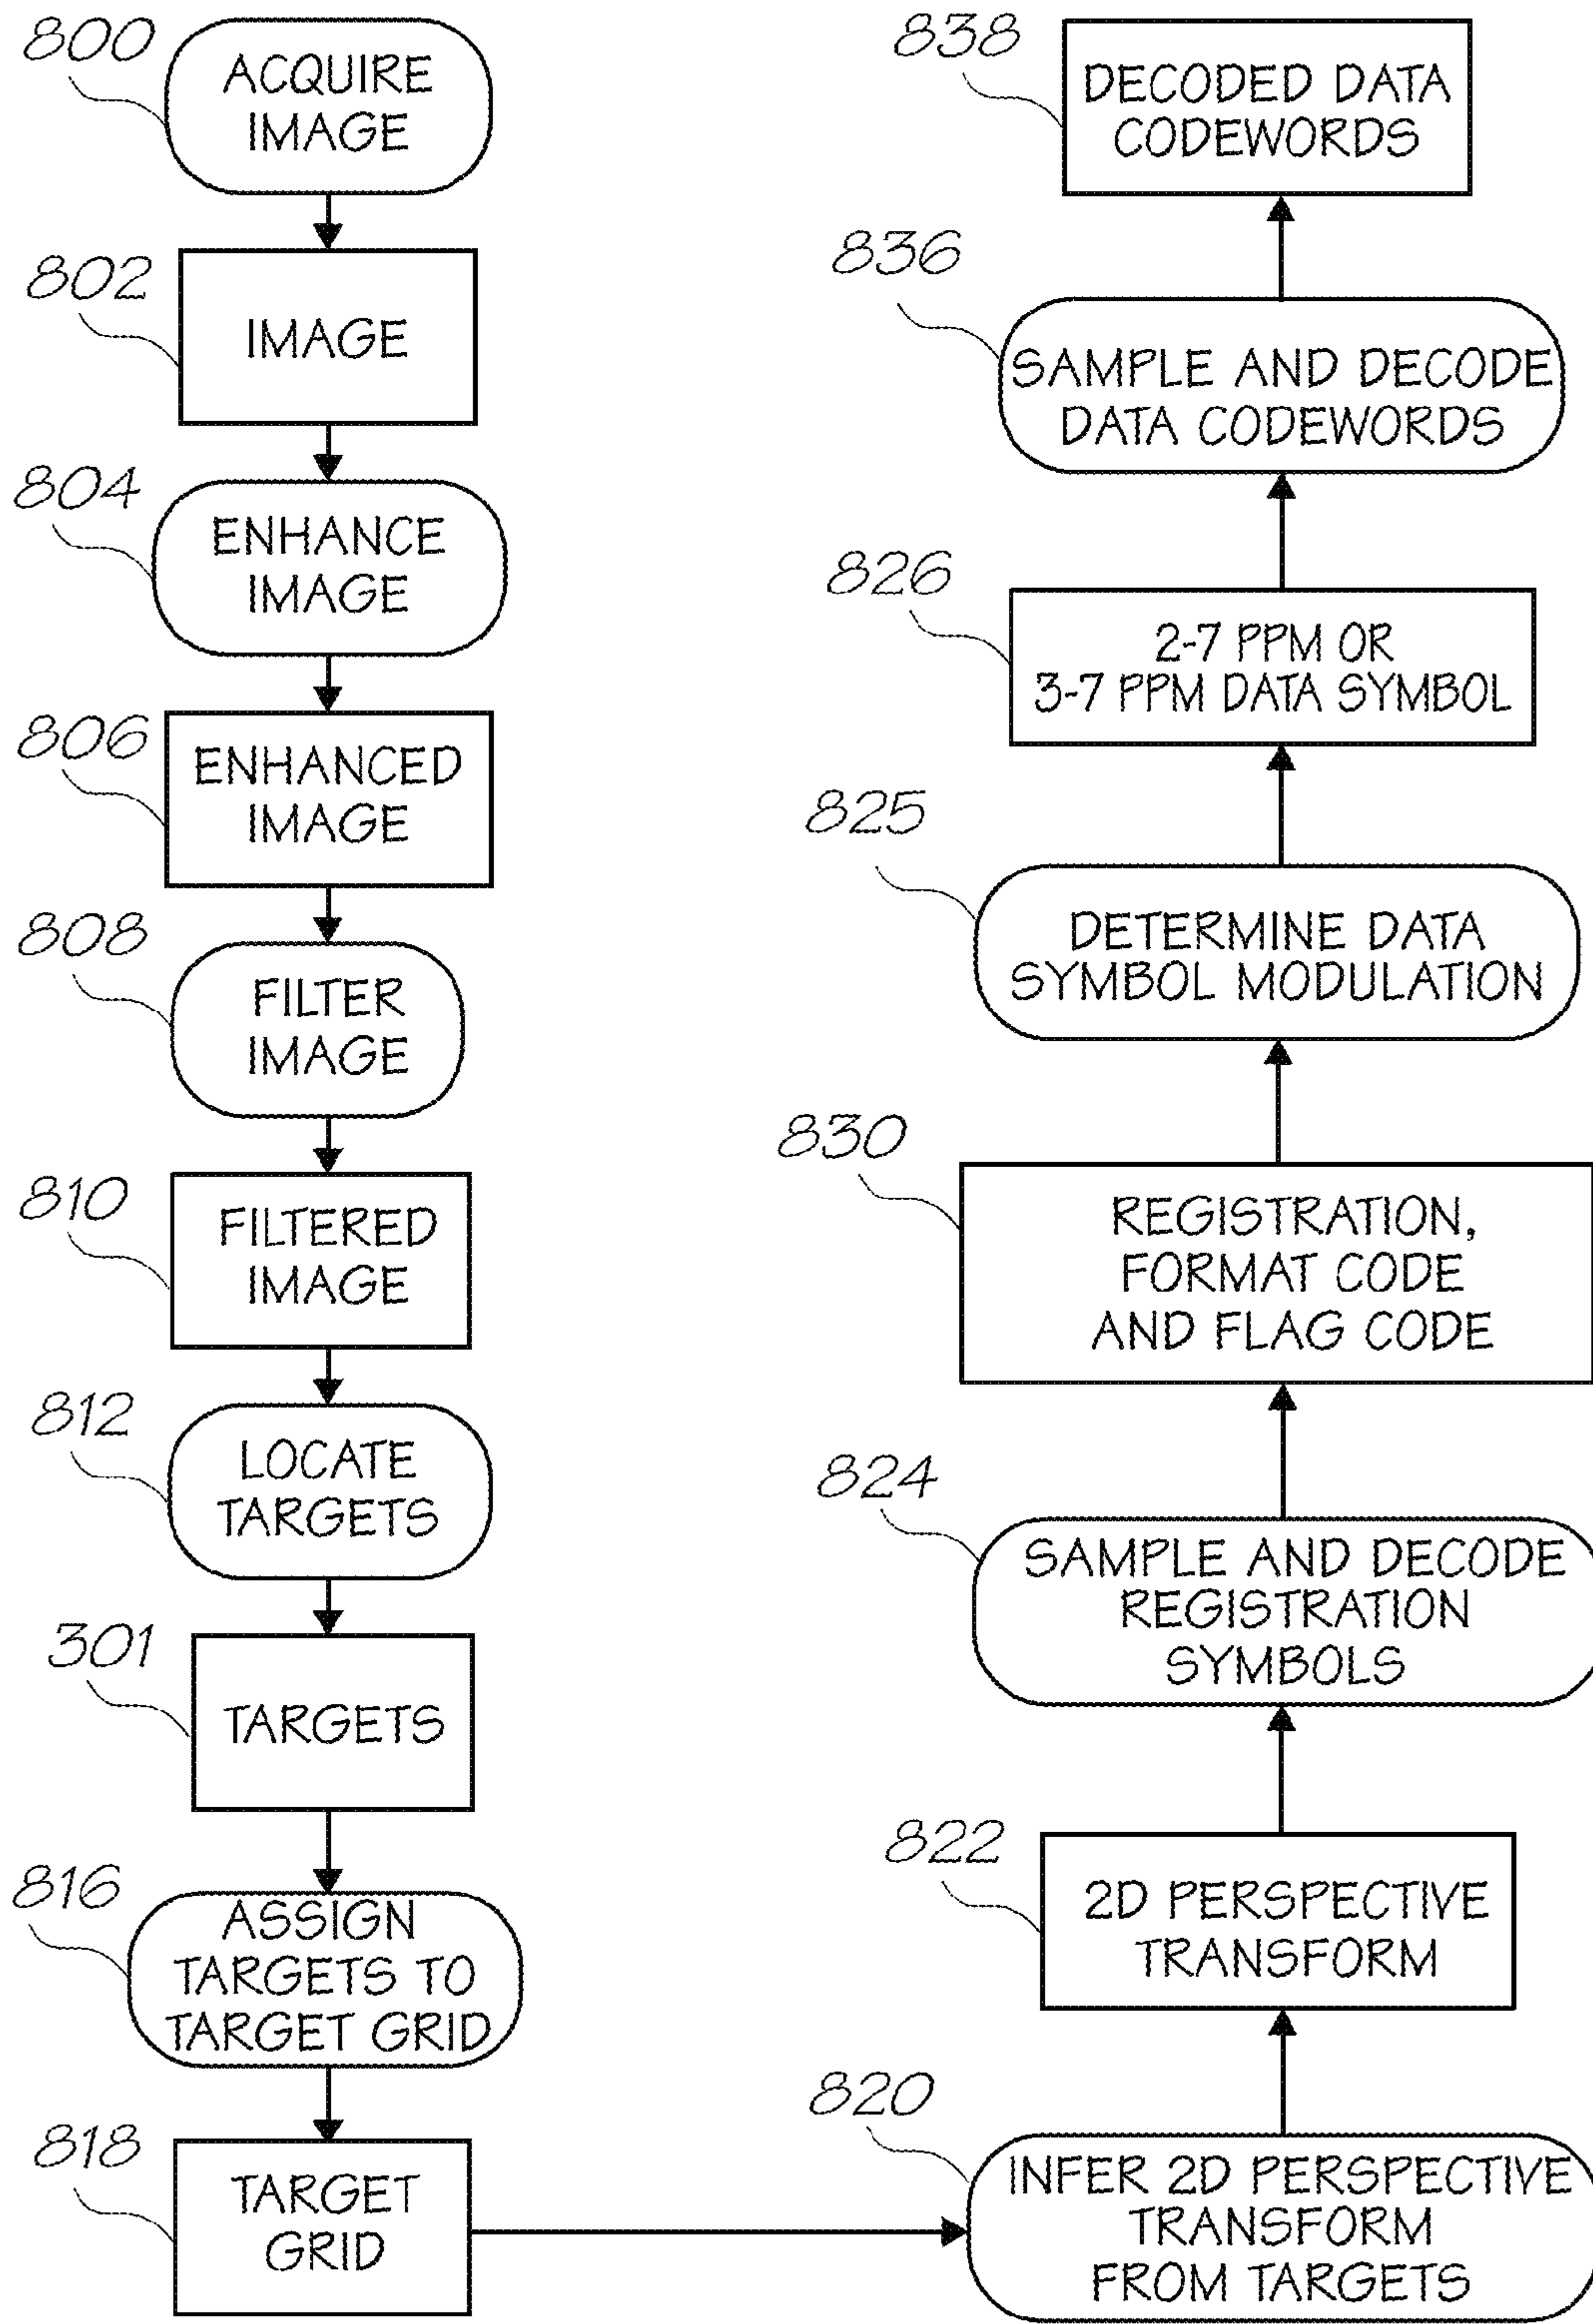 800
ACQUIRE
IMAGE
802
IMAGE
804
ENHANCE
IMAGE
806
ENHANCED
IMAGE
808
FILTER
IMAGE
810
FILTERED
IMAGE
812
LOCATE
TARGETS
301
TARGETS
816
ASSIGN
TARGETS TO
TARGET GRID
818
TARGET
GRID
820
INFER 2D PERSPECTIVE
TRANSFORM
FROM TARGETS
822
2D PERSPECTIVE
TRANSFORM
824
SAMPLE AND DECODE
REGISTRATION
SYMBOLS
830
REGISTRATION,
FORMAT CODE
AND FLAG CODE
825
DETERMINE DATA
SYMBOL MODULATION
826
2-7 PPM OR
3-7 PPM DATA SYMBOL
836
SAMPLE AND DECODE
DATA CODEWORDS
838
DECODED DATA
CODEWORDS